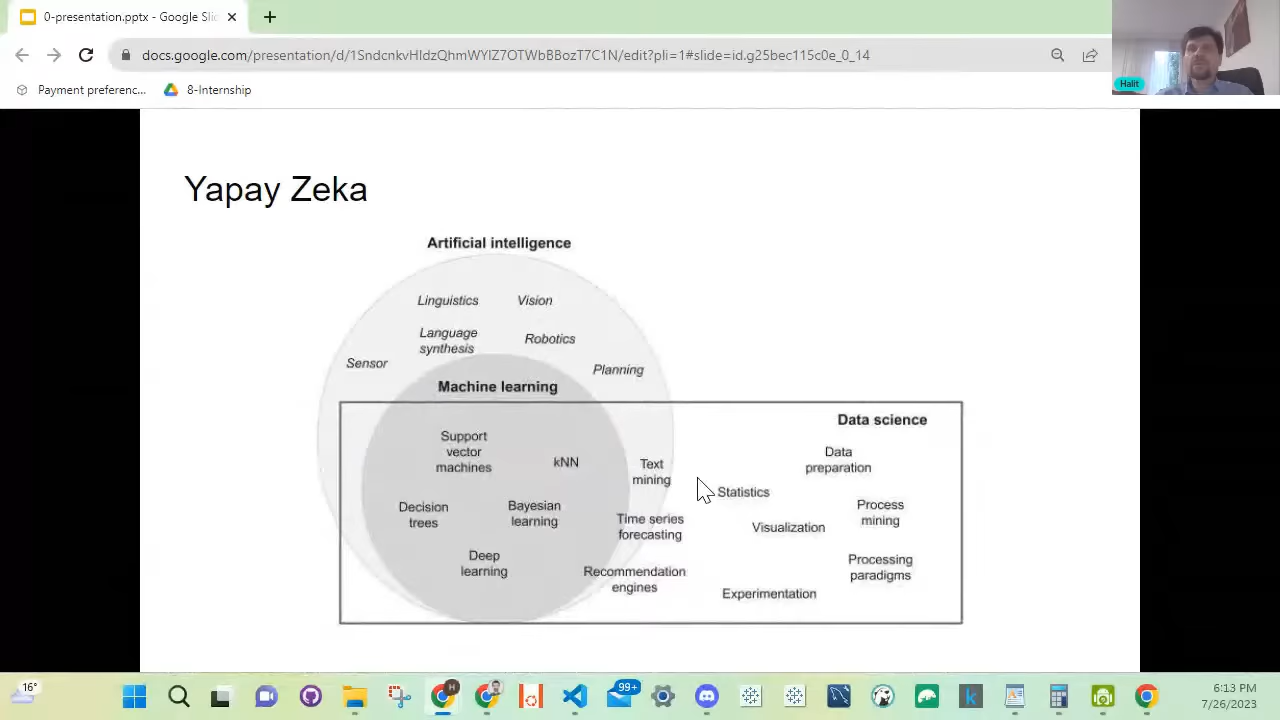 0-presentation.pptx - Google Slid
docs.google.com/presentation/d/1SndcnkvHIdzQhmWYIZ7OTWbBBozT7C1N/edit?pli=1#slide=id.g25bec115c0e_0_14
Payment preferenc...
8-Internship
Halit
Yapay Zeka
Artificial intelligence
Linguistics
Vision
Language
synthesis
Robotics
Sensor
Planning
Machine learning
Data science
Support
vector
machines
kNN
Text
mining
Data
preparation
Statistics
Decision
trees
Bayesian
learning
Time series
forecasting
Visualization
Process
mining
Deep
learning
Recommendation
engines
Experimentation
Processing
paradigms
16°
99+
6:13 PM
7/26/2023